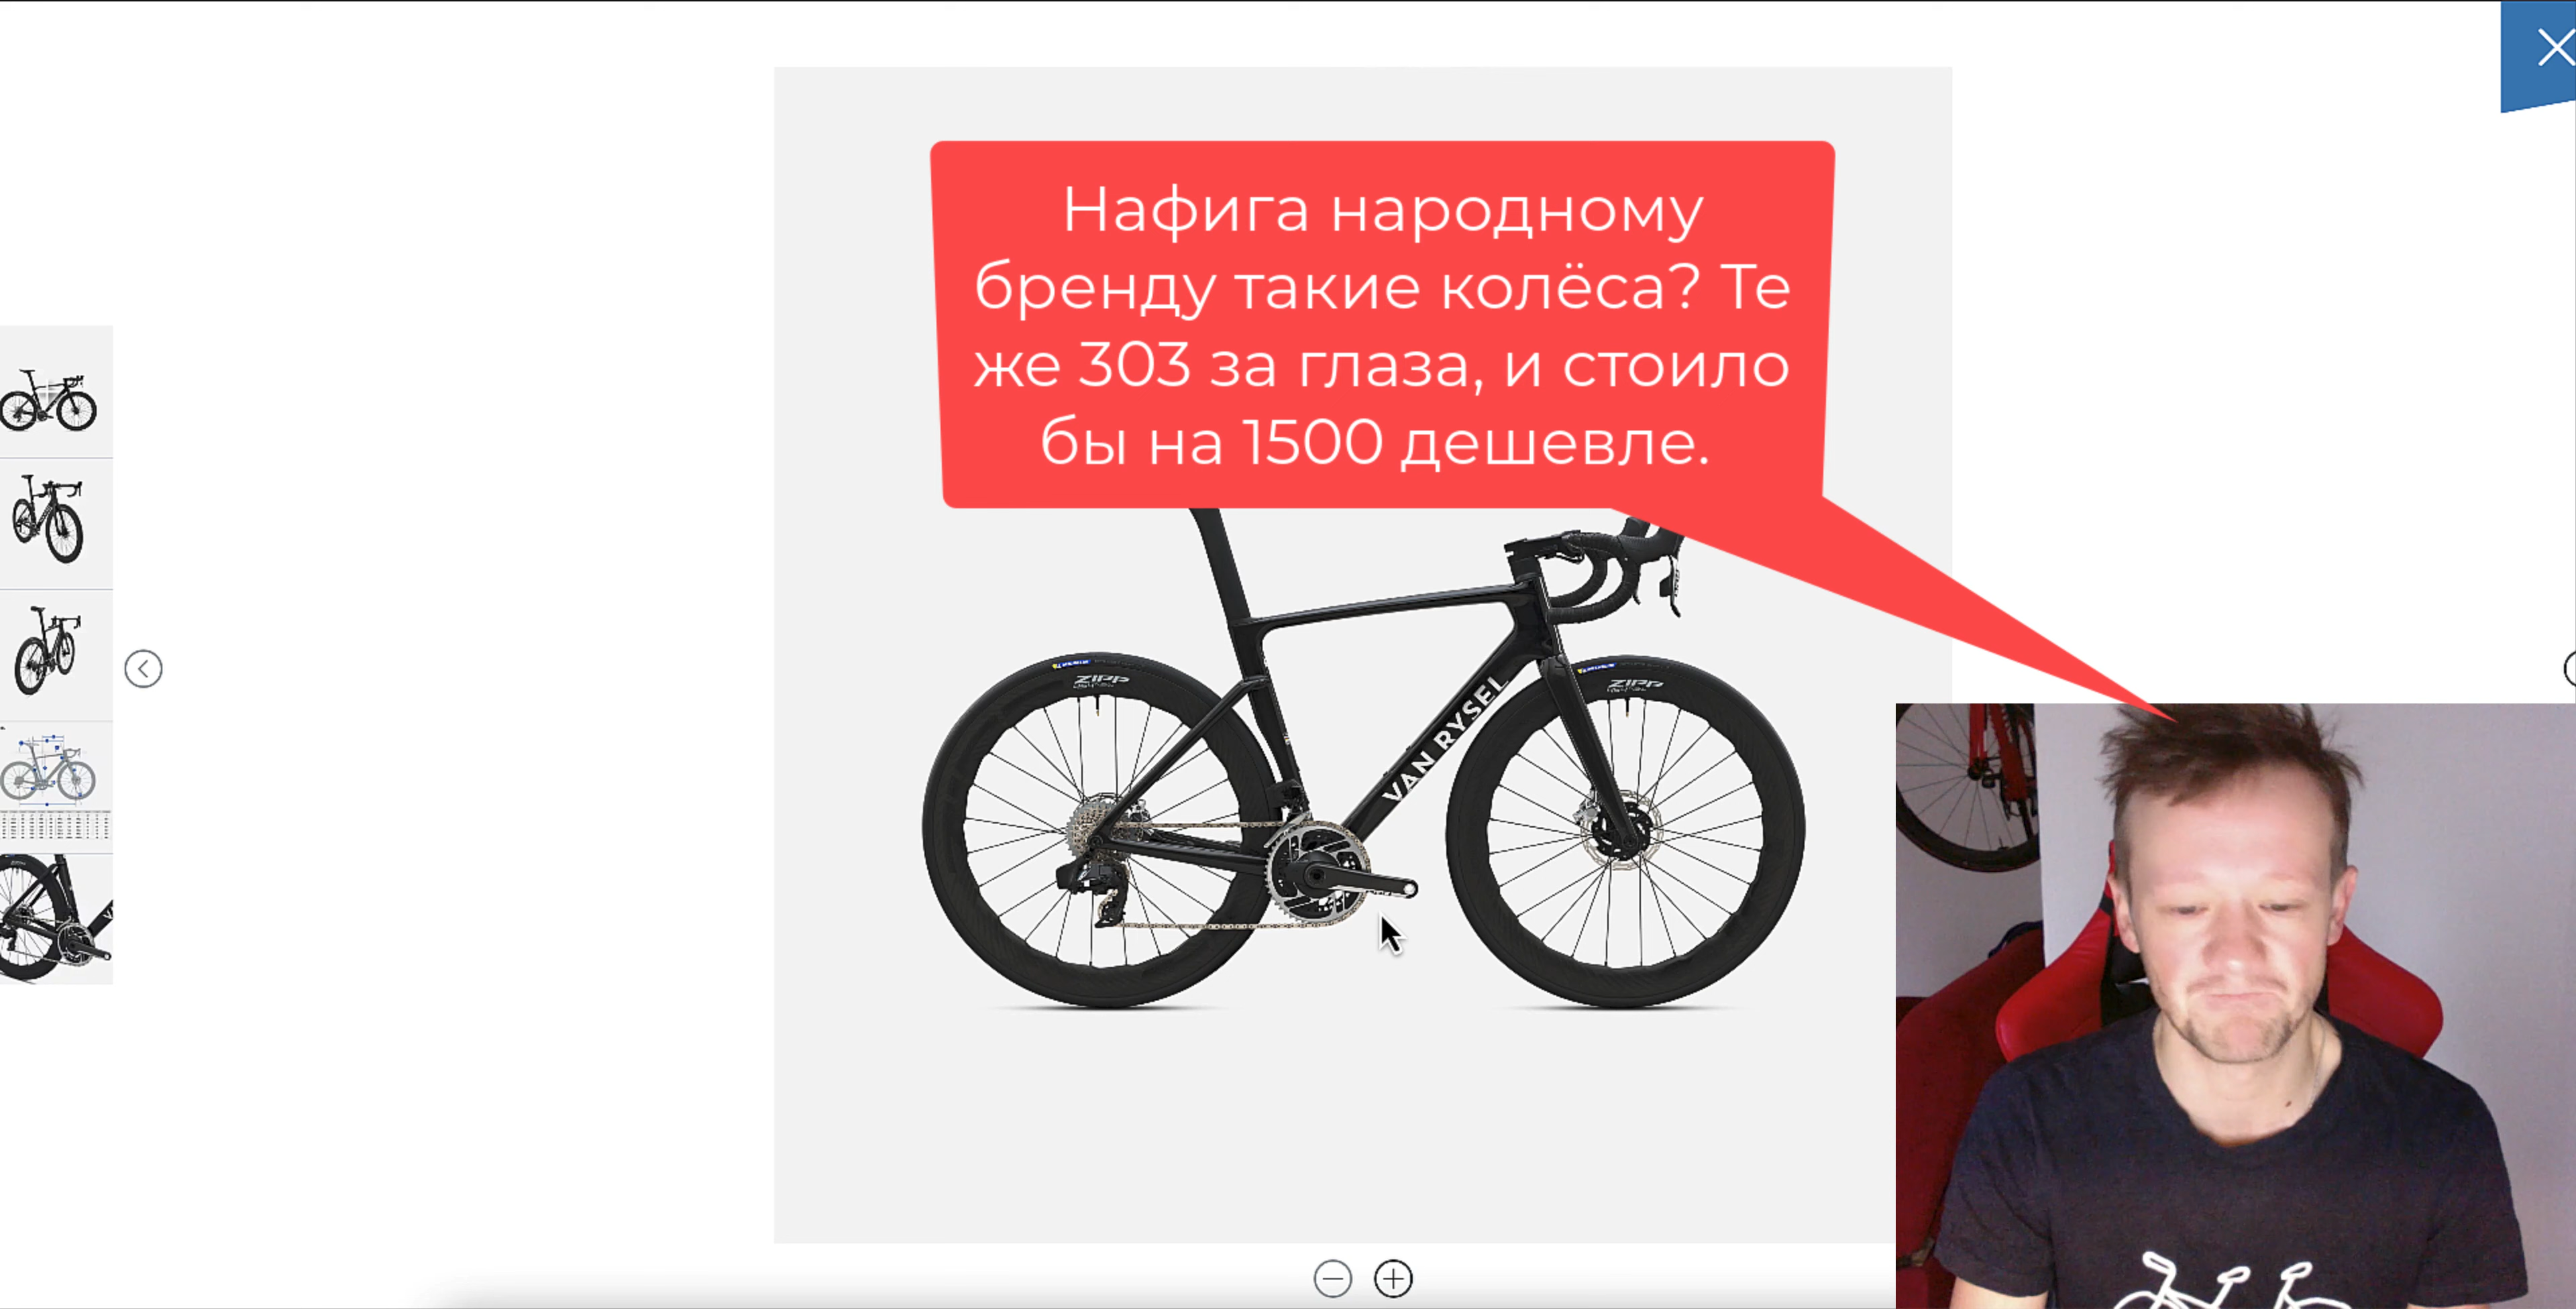 Нафига народному
бренду такие колёса? Те
же 303 за глаза, и стоило
бы на 1500 дешевле.
ZIPP
ZIPP
VAN RYSEL